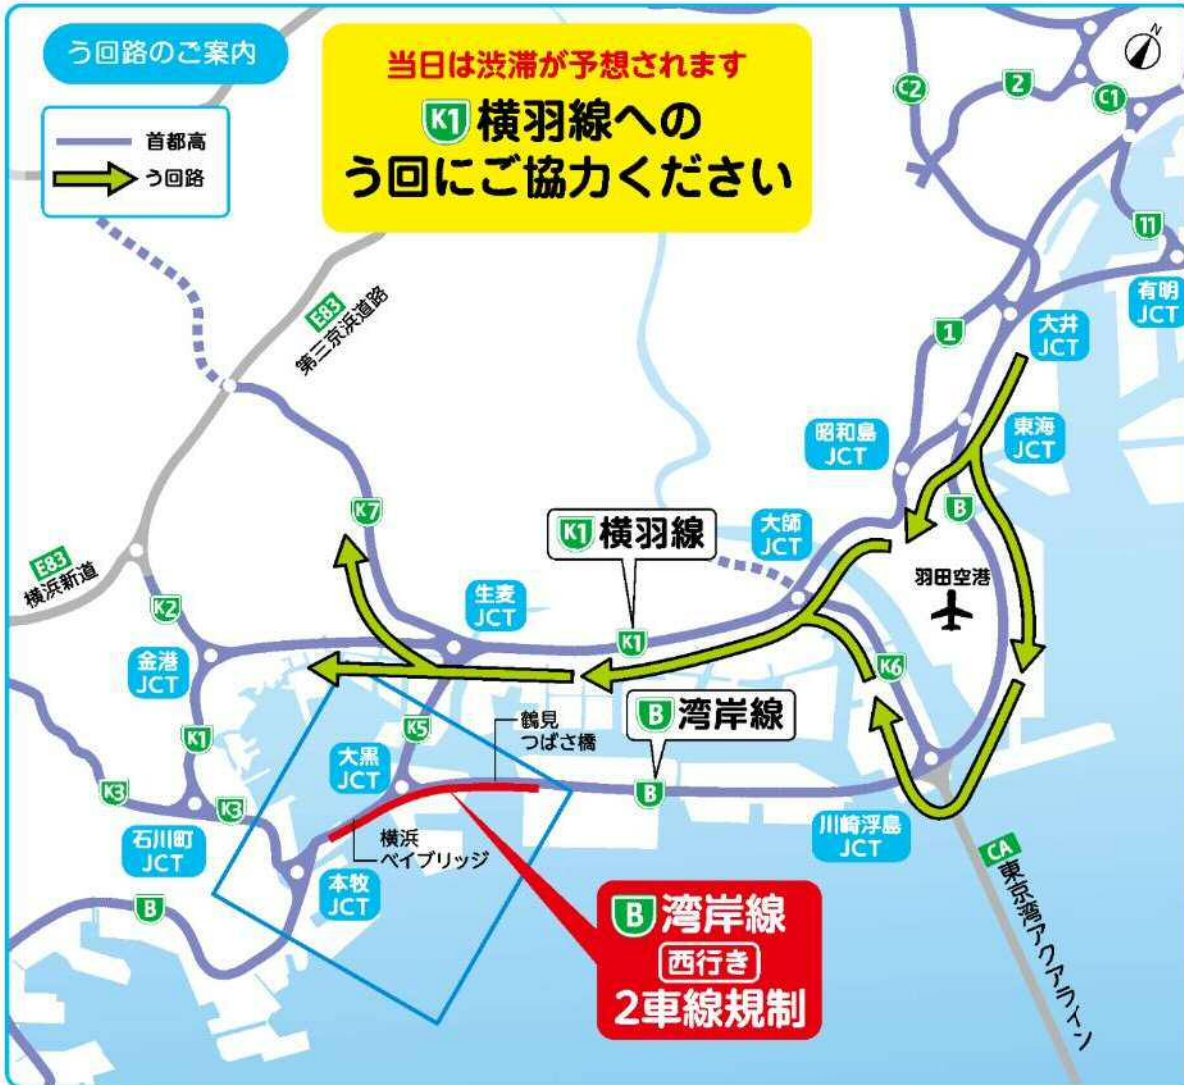 う回路のご案内
首都高
う回路
当日は渋滞が予想されます
K1 横羽線への
う回にご協力ください
N
C2
2
C1
11
有明
JCT
大井
JCT
1
東海
JCT
昭和島
JCT
B
E83
第三京浜道路
K7
K1 横羽線
大師
JCT
羽田空港
E83
横浜新道
K2
生麦
JCT
金港
JCT
K1
K6
B 湾岸線
鶴見
つばさ橋
K5
K1
大黒
JCT
B
K3
K3
石川町
JCT
横浜
ベイブリッジ
川崎浮島
JCT
本牧
JCT
B
CA
東京湾アクアライン
B 湾岸線
西行き
2車線規制